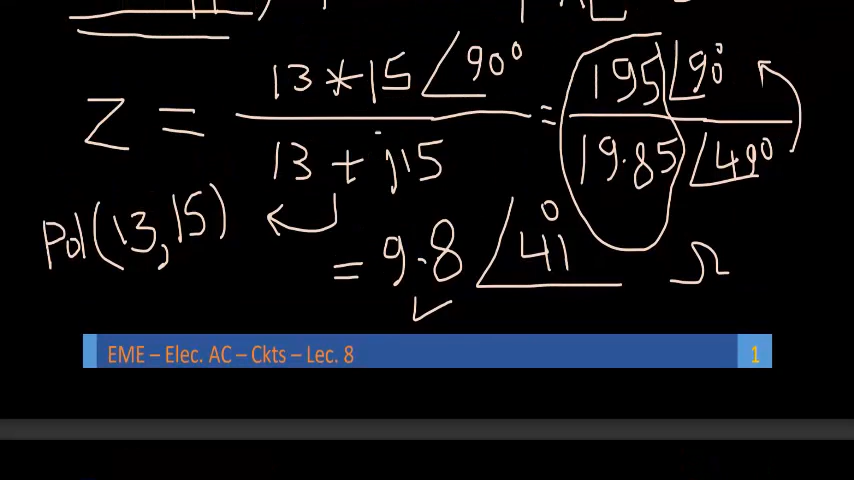 Z = 13*15∠90° / 13 + j15 = 195∠90° / 19.85∠49°
Pol(13,15)
= 9.8∠41° Ω
EME – Elec. AC – Ckts – Lec. 8
1